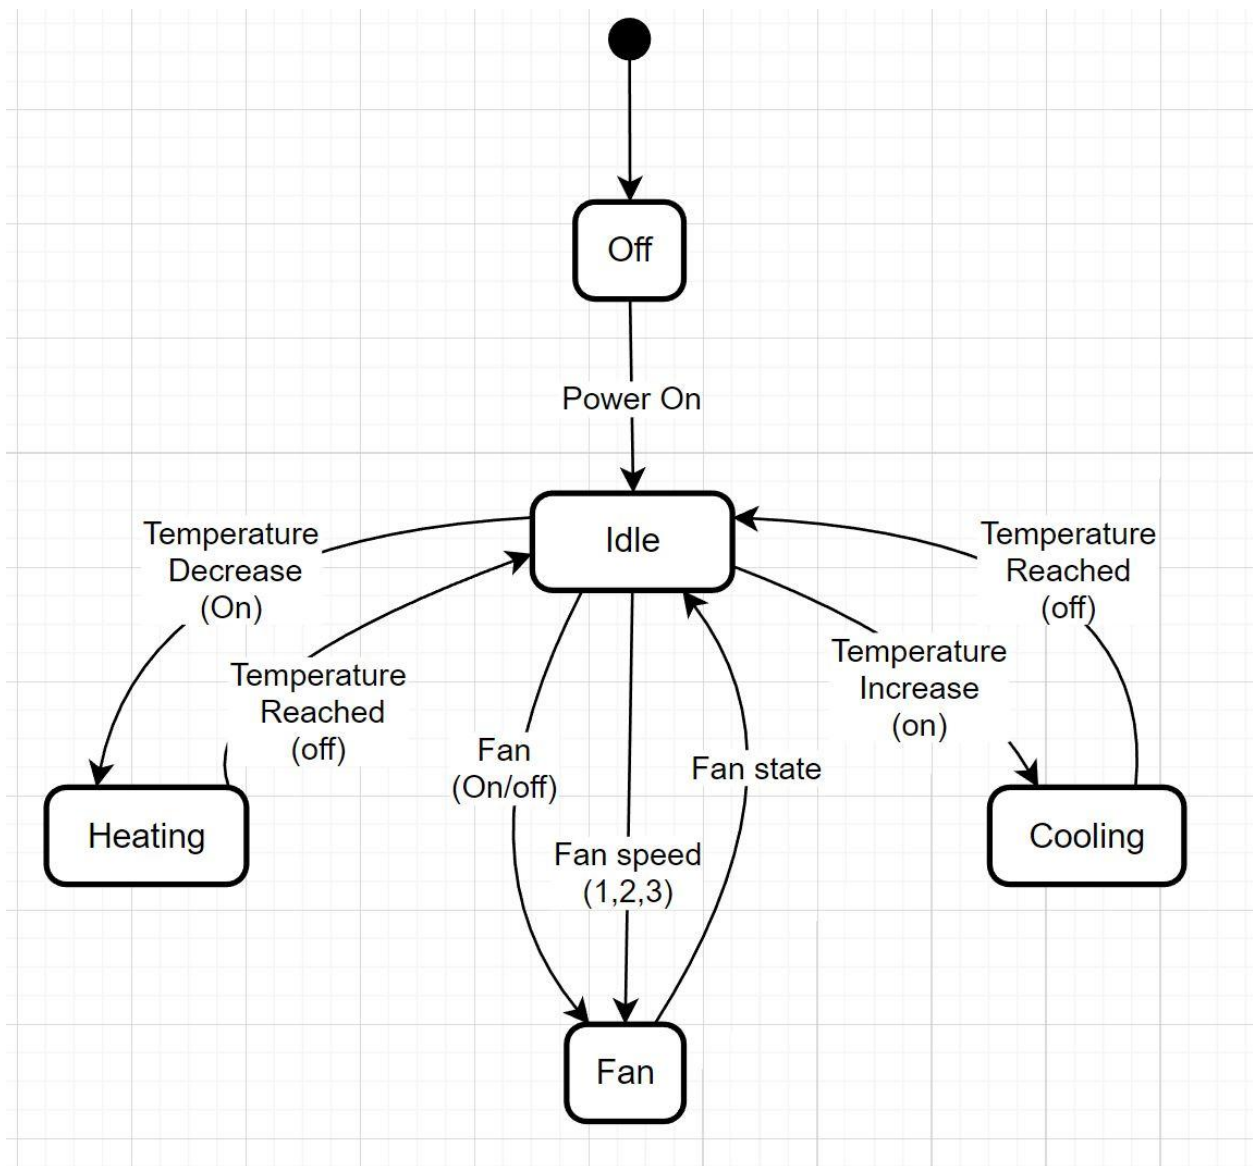 Off
Power On
Idle
Temperature
Decrease
(On)
Temperature
Reached
(off)
Temperature
Reached
(off)
Temperature
Increase
(on)
Fan
(On/off)
Fan state
Fan speed
(1,2,3)
Heating
Cooling
Fan